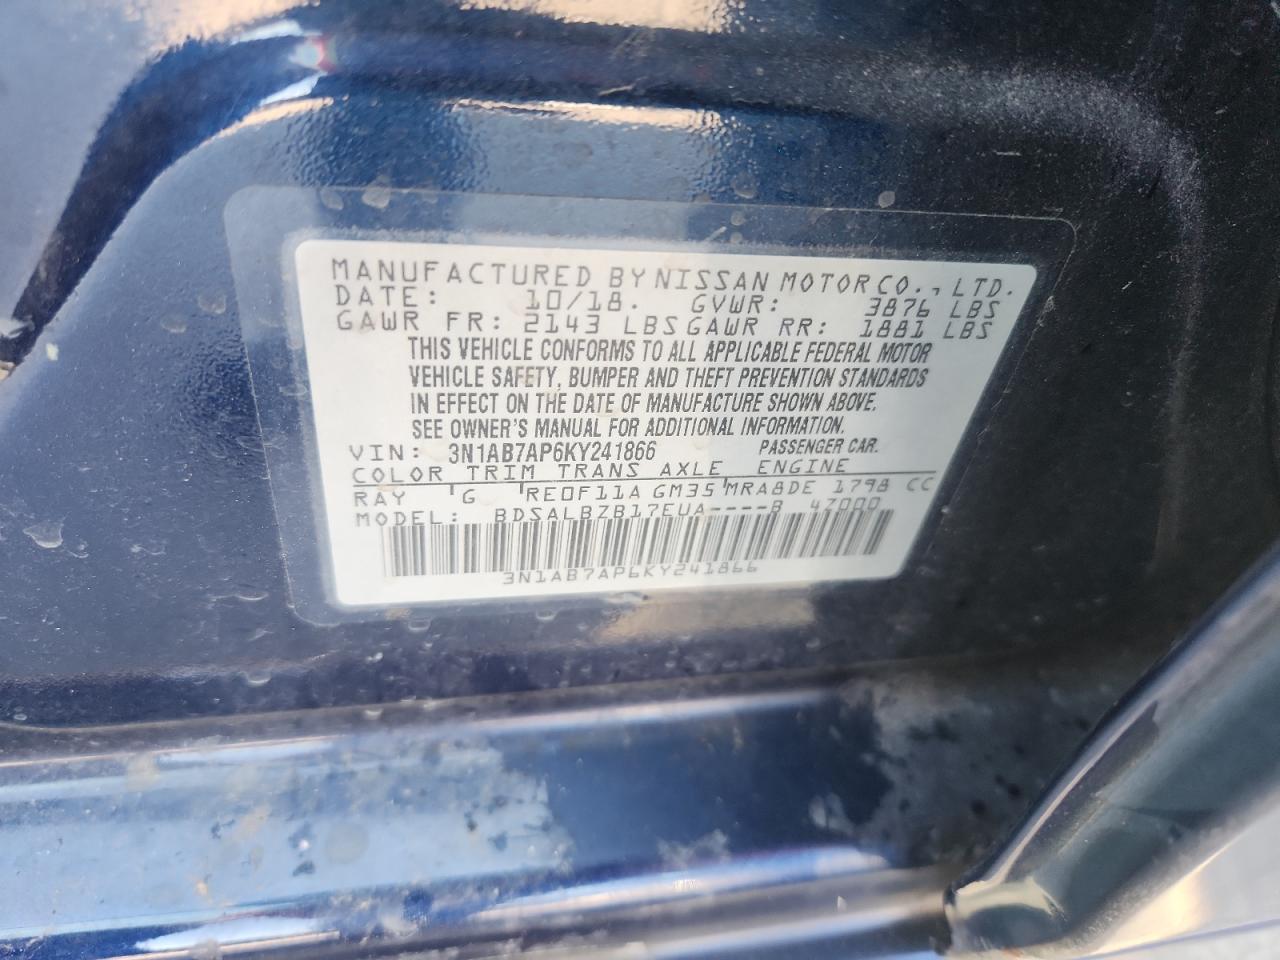 MANUFACTURED BY NISSAN MOTOR CO., LTD.
DATE: 10/18. GVWR: 3876 LBS
GAWR FR: 2143 LBS GAWR RR: 1881 LBS
THIS VEHICLE CONFORMS TO ALL APPLICABLE FEDERAL MOTOR
VEHICLE SAFETY, BUMPER AND THEFT PREVENTION STANDARDS
IN EFFECT ON THE DATE OF MANUFACTURE SHOWN ABOVE.
SEE OWNER'S MANUAL FOR ADDITIONAL INFORMATION.
VIN: 3N1AB7AP6KY241866 PASSENGER CAR.
COLOR TRIM TRANS AXLE ENGINE
RAY G RE0F11A GM35 MRA8DE 1798 CC
MODEL: BDSALBZB17EUA----B 4Z000
3N1AB7AP6KY241866